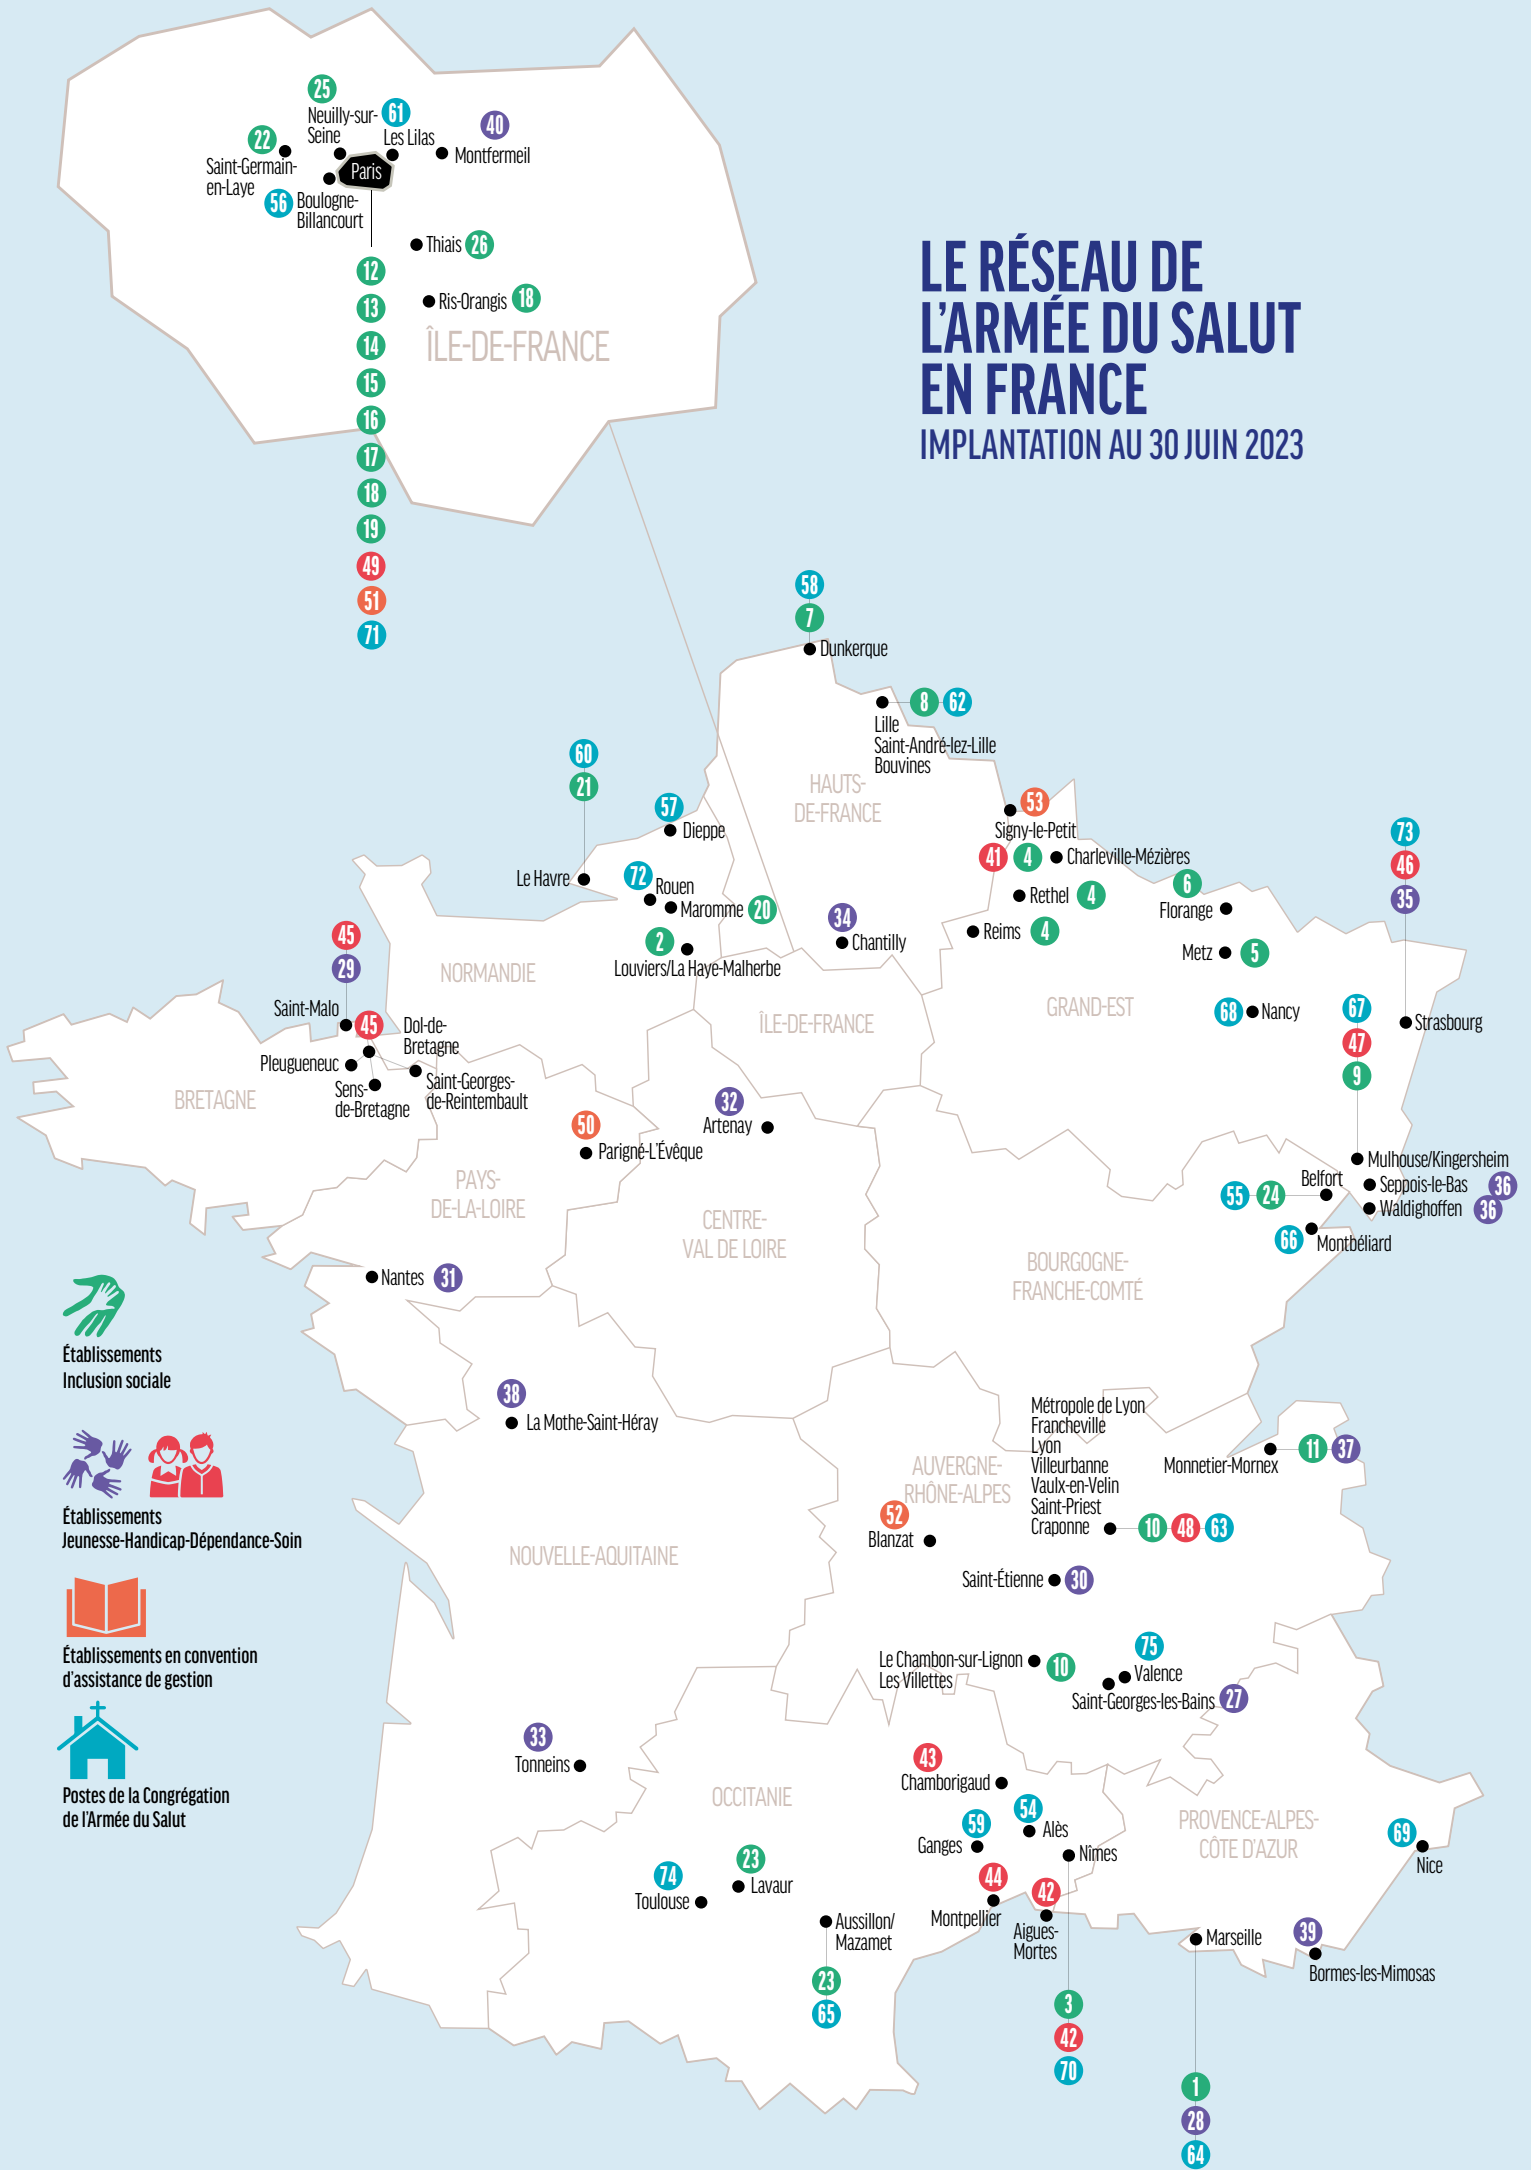 25
Neuilly-sur-
Seine
61
Les Lilas
40
Montfermeil
22
Saint-Germain-
en-Laye
Paris
56
Boulogne-
Billancourt
Thiais 26
Ris-Orangis 18
ÎLE-DE-FRANCE
12
13
14
15
16
17
18
19
49
51
71
LE RÉSEAU DE
L'ARMÉE DU SALUT
EN FRANCE
IMPLANTATION AU 30 JUIN 2023
58
7
Dunkerque
8 62
Lille
Saint-André-lez-Lille
Bouvines
HAUTS-
DE-FRANCE
60
21
Le Havre
57
Dieppe
72
Rouen
Maromme 20
2
Louviers/La Haye-Malherbe
34
Chantilly
53
Signy-le-Petit
41 4 Charleville-Mézières
Rethel 4
Reims 4
6
Florange
Metz 5
68 Nancy
GRAND-EST
73
46
35
Strasbourg
67
47
9
Mulhouse/Kingersheim
Seppois-le-Bas 36
Waldighoffen 36
Belfort
55 24
66
Montbéliard
NORMANDIE
ÎLE-DE-FRANCE
45
29
Saint-Malo
45
Dol-de-
Bretagne
Pleugueneuc
Sens-
de-Bretagne
Saint-Georges-
de-Reintembault
BRETAGNE
50
Parigné-L'Évêque
32
Artenay
PAYS-
DE-LA-LOIRE
CENTRE-
VAL DE LOIRE
BOURGOGNE-
FRANCHE-COMTÉ
Nantes 31
38
La Mothe-Saint-Héray
NOUVELLE-AQUITAINE
Métropole de Lyon
Francheville
Lyon
Villeurbanne
Vaulx-en-Velin
Saint-Priest
Craponne
10 48 63
Monnetier-Mornex
11 37
AUVERGNE-
RHÔNE-ALPES
52
Blanzat
Saint-Étienne 30
Le Chambon-sur-Lignon
Les Villettes
10
75
Valence
Saint-Georges-les-Bains 27
33
Tonneins
OCCITANIE
43
Chamborigaud
54
Alès
59
Ganges
Nîmes
44
Montpellier
42
Aigues-
Mortes
3
42
70
74
Toulouse
23
Lavaur
Aussillon/
Mazamet
23
65
PROVENCE-ALPES-
CÔTE D'AZUR
69
Nice
Marseille
39
Bormes-les-Mimosas
1
28
64
Établissements
Inclusion sociale
Établissements
Jeunesse-Handicap-Dépendance-Soin
Établissements en convention
d'assistance de gestion
Postes de la Congrégation
de l'Armée du Salut